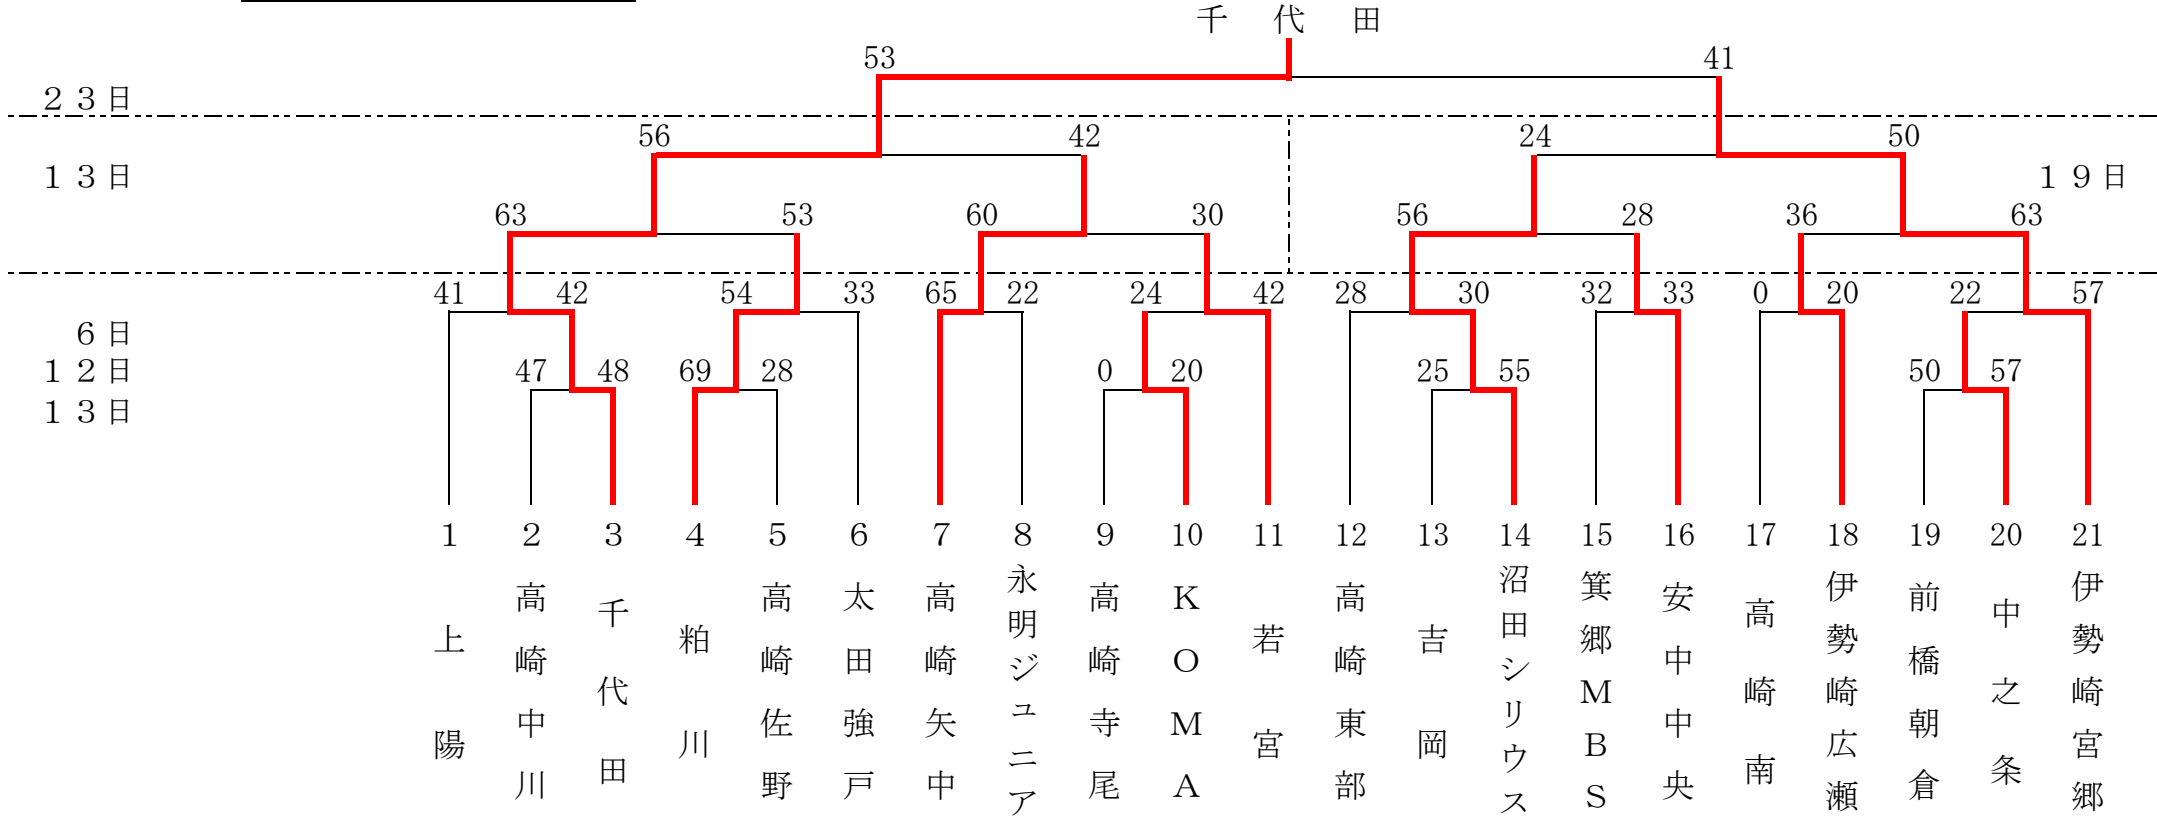 千代田
53 41
２３日
56 42 24 50
１３日 １９日
63 53 60 30 56 28 36 63
41 42 54 33 65 22 24 42 28 30 32 33 0 20 22 57
６日
47 48 69 28 0 20 25 55 50 57
１２日
１３日
1 2 3 4 5 6 7 8 9 10 11 12 13 14 15 16 17 18 19 20 21
上陽
高崎中川
千代田
粕川
高崎佐野
太田強戸
高崎矢中
永明ジュニア
高崎寺尾
ＫＯＭＡ
若宮
高崎東部
吉岡
沼田シリウス
箕郷ＭＢＳ
安中中央
高崎南
伊勢崎広瀬
前橋朝倉
中之条
伊勢崎宮郷